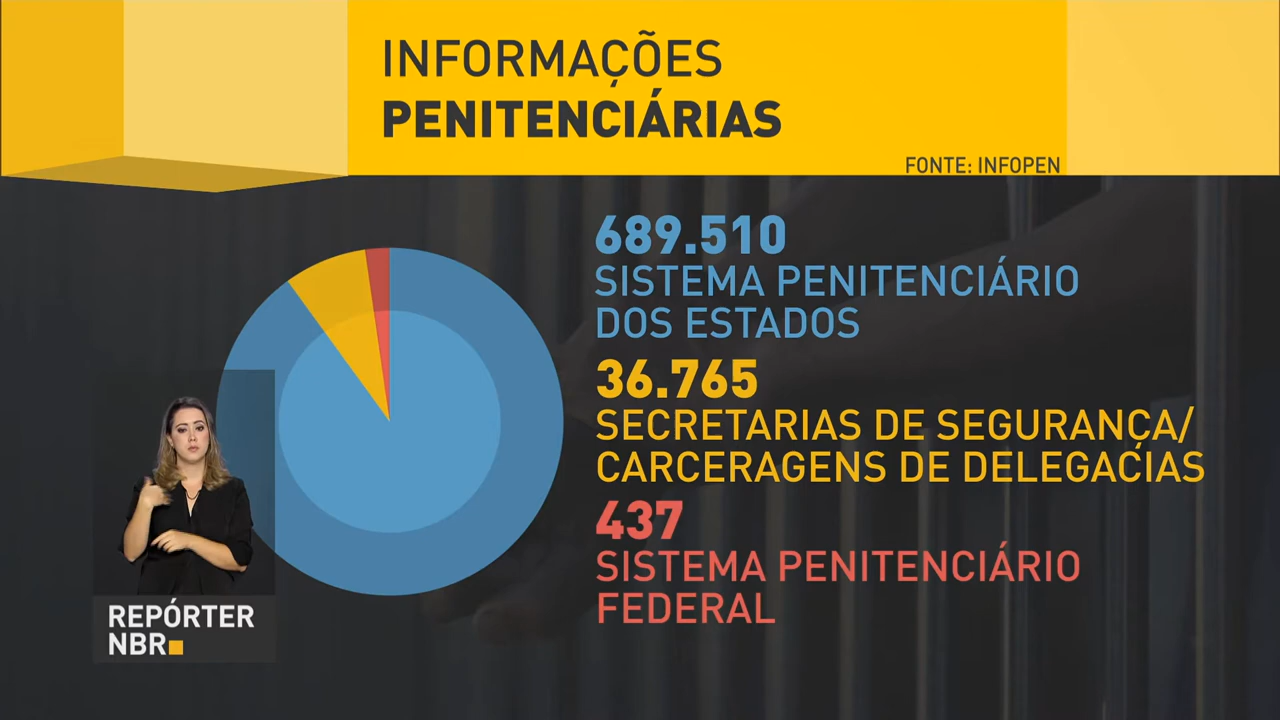 INFORMAÇÕES
PENITENCIÁRIAS
FONTE: INFOPEN
689.510
SISTEMA PENITENCIÁRIO
DOS ESTADOS
36.765
SECRETARIAS DE SEGURANÇA/
CARCERAGENS DE DELEGACIAS
437
SISTEMA PENITENCIÁRIO
FEDERAL
REPÓRTER
NBR